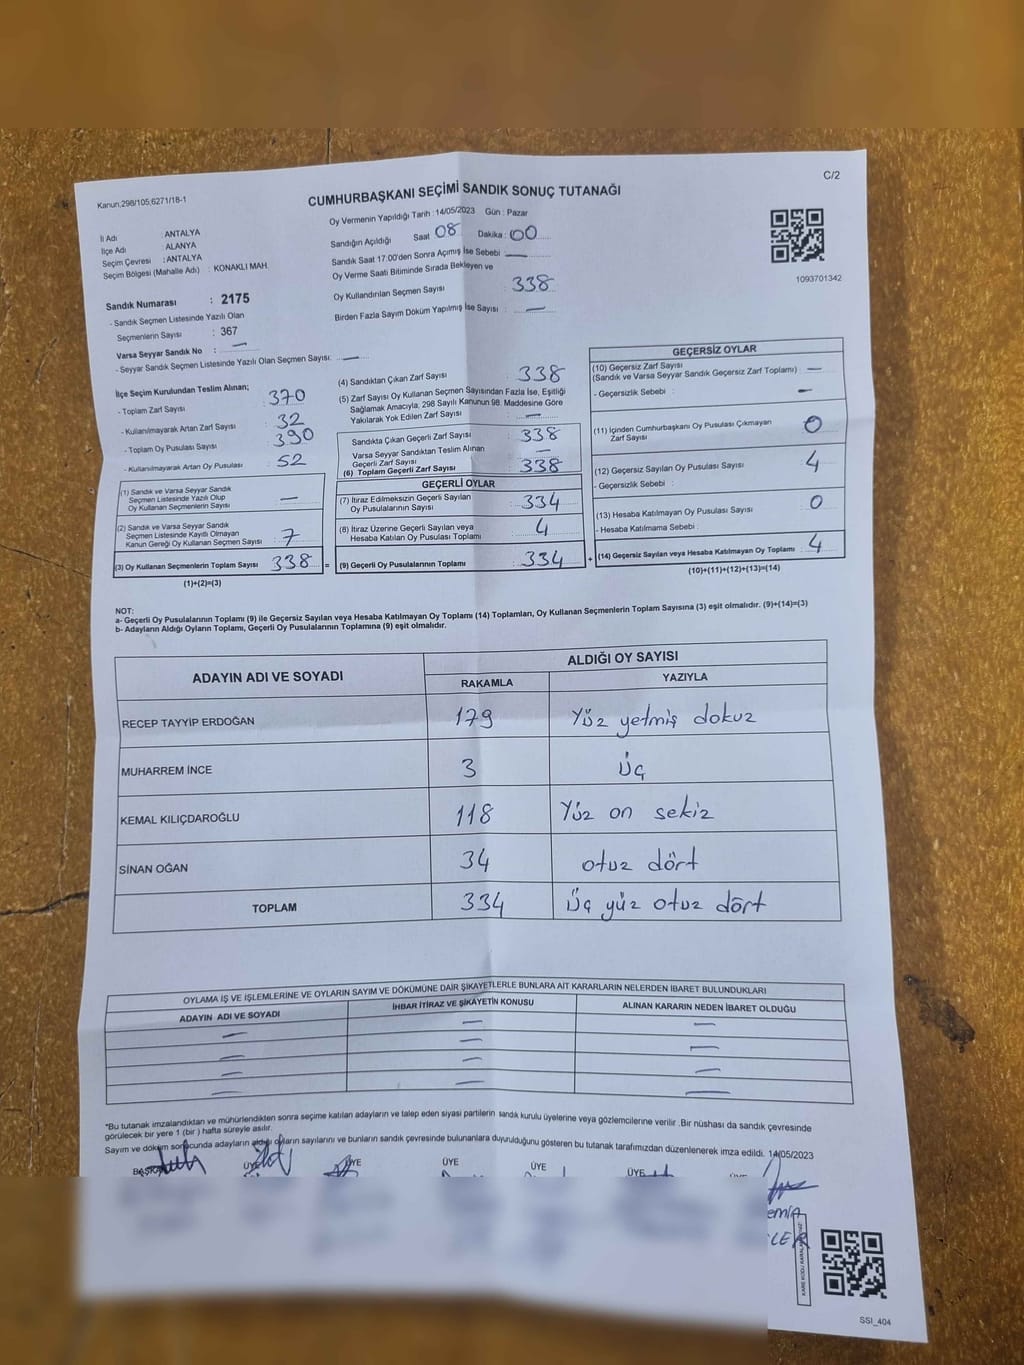 C/2
Kanun,298/105;6271/18-1
CUMHURBAŞKANI SEÇİMİ SANDIK SONUÇ TUTANAĞI
Oy Vermenin Yapıldığı Tarih : 14/05/2023 Gün : Pazar
İli Adı : ANTALYA
İlçe Adı : ALANYA
Seçim Çevresi : ANTALYA
Seçim Bölgesi (Mahalle Adı) : KONAKLI MAH.
Sandığın Açıldığı Saat 08 Dakika : 00
Sandık Saat 17:00'den Sonra Açımış İse Sebebi —
Oy Verme Saati Bitiminde Sırada Bekleyen ve
Oy Kullandırılan Seçmen Sayısı : 338
Birden Fazla Sayım Döküm Yapılmış İse Sayısı : —
1093701342
Sandık Numarası : 2175
- Sandık Seçmen Listesinde Yazılı Olan
Seçmenlerin Sayısı : 367
Varsa Seyyar Sandık No : —
- Seyyar Sandık Seçmen Listesinde Yazılı Olan Seçmen Sayısı: —
İlçe Seçim Kurulundan Teslim Alınan;
- Toplam Zarf Sayısı : 370
- Kullanılmayarak Artan Zarf Sayısı : 32
- Toplam Oy Pusulası Sayısı : 390
- Kullanılmayarak Artan Oy Pusulası : 52
(1) Sandık ve Varsa Seyyar Sandık
Seçmen Listesinde Yazılı Olup
Oy Kullanan Seçmenlerin Sayısı : —
(2) Sandık ve Varsa Seyyar Sandık
Seçmen Listesinde Kayıtlı Olmayan
Kanun Gereği Oy Kullanan Seçmen Sayısı : 7
(3) Oy Kullanan Seçmenlerin Toplam Sayısı : 338 =
(1)+(2)=(3)
(4) Sandıktan Çıkan Zarf Sayısı : 338
(5) Zarf Sayısı Oy Kullanan Seçmen Sayısından Fazla İse, Eşitliği
Sağlamak Amacıyla, 298 Sayılı Kanunun 98. Maddesine Göre
Yakılarak Yok Edilen Zarf Sayısı : —
Sandıkta Çıkan Geçerli Zarf Sayısı : 338
Varsa Seyyar Sandıktan Teslim Alınan
Geçerli Zarf Sayısı : —
(6) Toplam Geçerli Zarf Sayısı : 338
GEÇERLİ OYLAR
(7) İtiraz Edilmeksizin Geçerli Sayılan
Oy Pusulalarının Sayısı : 334
(8) İtiraz Üzerine Geçerli Sayılan veya
Hesaba Katılan Oy Pusulası Toplamı : 4
(9) Geçerli Oy Pusulalarının Toplamı : 334 +
GEÇERSİZ OYLAR
(10) Geçersiz Zarf Sayısı
(Sandık ve Varsa Seyyar Sandık Geçersiz Zarf Toplamı) : —
- Geçersizlik Sebebi : —
(11) İçinden Cumhurbaşkanı Oy Pusulası Çıkmayan
Zarf Sayısı : 0
(12) Geçersiz Sayılan Oy Pusulası Sayısı : 4
- Geçersizlik Sebebi :
(13) Hesaba Katılmayan Oy Pusulası Sayısı : 0
- Hesaba Katılmama Sebebi :
(14) Geçersiz Sayılan veya Hesaba Katılmayan Oy Toplamı : 4
(10)+(11)+(12)+(13)=(14)
NOT:
a- Geçerli Oy Pusulalarının Toplamı (9) ile Geçersiz Sayılan veya Hesaba Katılmayan Oy Toplamı (14) Toplamları, Oy Kullanan Seçmenlerin Toplam Sayısına (3) eşit olmalıdır. (9)+(14)=(3)
b- Adayların Aldığı Oyların Toplamı, Geçerli Oy Pusulalarının Toplamına (9) eşit olmalıdır.
ADAYIN ADI VE SOYADI ALDIĞI OY SAYISI
RAKAMLA YAZIYLA
RECEP TAYYİP ERDOĞAN 179 Yüz yetmiş dokuz
MUHARREM İNCE 3 üç
KEMAL KILIÇDAROĞLU 118 Yüz on sekiz
SİNAN OĞAN 34 otuz dört
TOPLAM 334 üç yüz otuz dört
OYLAMA İŞ VE İŞLEMLERİNE VE OYLARIN SAYIM VE DÖKÜMÜNE DAİR ŞİKAYETLERLE BUNLARA AİT KARARLARIN NELERDEN İBARET BULUNDUKLARI
ADAYIN ADI VE SOYADI İHBAR İTİRAZ VE ŞİKAYETİN KONUSU ALINAN KARARIN NEDEN İBARET OLDUĞU
— — —
— — —
— — —
— — —
*Bu tutanak imzalandıktan ve mühürlendikten sonra seçime katılan adayların ve talep eden siyasi partilerin sandık kurulu üyelerine veya gözlemcilerine verilir .Bir nüshası da sandık çevresinde
görülecek bir yere 1 (bir ) hafta süreyle asılır.
Sayım ve döküm sonucunda adayların aldığı oyların sayılarını ve bunların sandık çevresinde bulunanlara duyurulduğunu gösteren bu tutanak tarafımızdan düzenlenerek imza edildi. 14/05/2023
BAŞKAN ÜYE ÜYE ÜYE ÜYE ÜYE
SSI_404